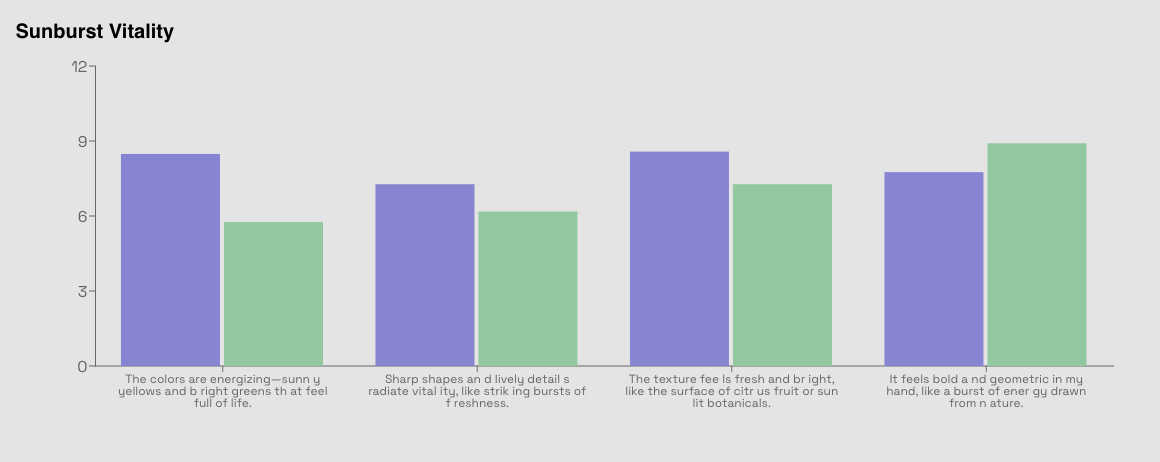 Sunburst Vitality
12
9
6
3
0
The colors are energizing—sunn y
yellows and b right greens th at feel
full of life.
Sharp shapes an d lively detail s
radiate vital ity, like strik ing bursts of
f reshness.
The texture fee ls fresh and br ight,
like the surface of citr us fruit or sun
lit botanicals.
It feels bold a nd geometric in my
hand, like a burst of ener gy drawn
from n ature.